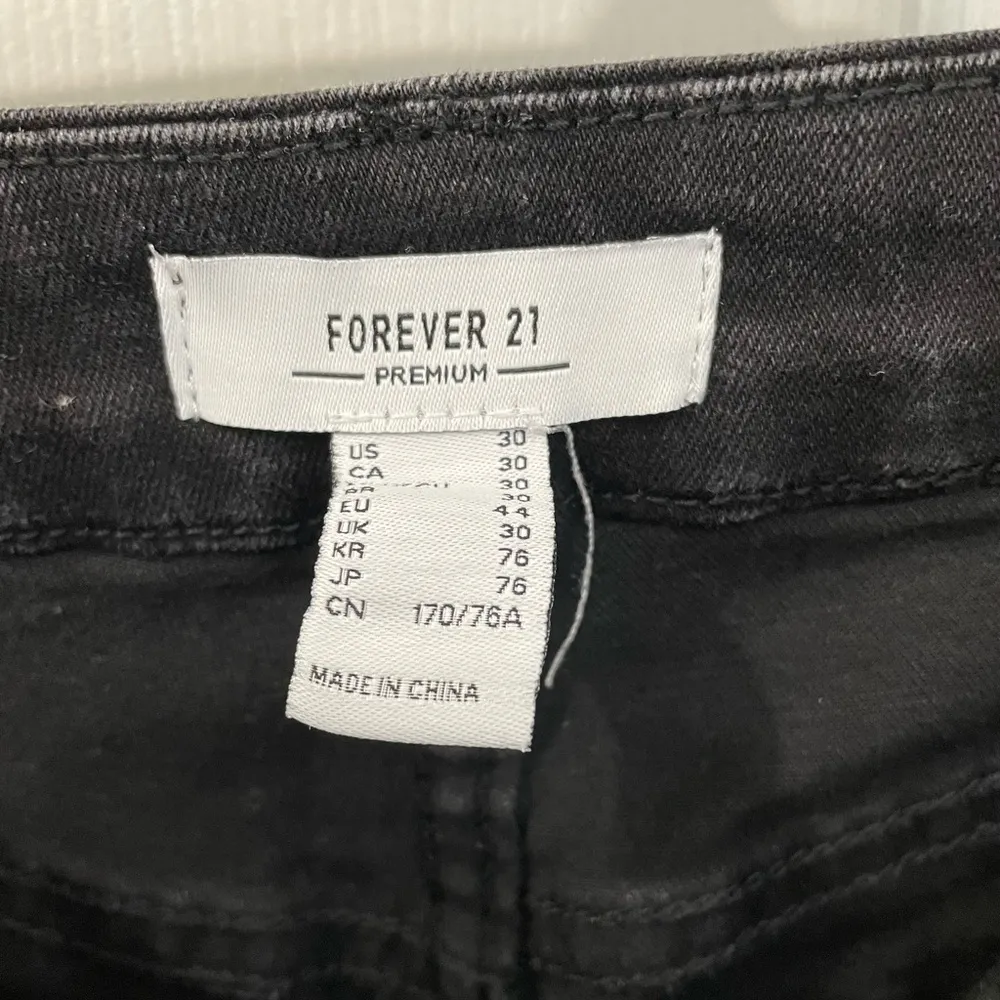 FOREVER 21
PREMIUM
US 30
CA 30
30
EU 44
UK 30
KR 76
JP 76
CN 170/76A
MADE IN CHINA